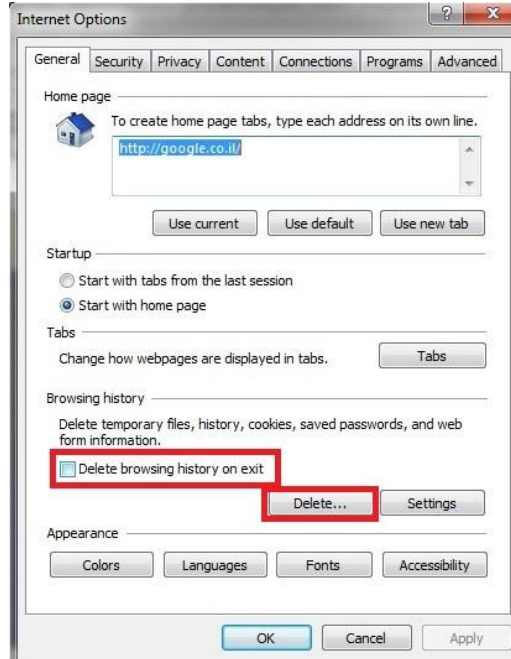 Internet Options
?
X
General Security Privacy Content Connections Programs Advanced
Home page
To create home page tabs, type each address on its own line.
http://google.co.il/
Use current Use default Use new tab
Startup
Start with tabs from the last session
Start with home page
Tabs
Change how webpages are displayed in tabs. Tabs
Browsing history
Delete temporary files, history, cookies, saved passwords, and web
form information.
Delete browsing history on exit
Delete... Settings
Appearance
Colors Languages Fonts Accessibility
OK Cancel Apply